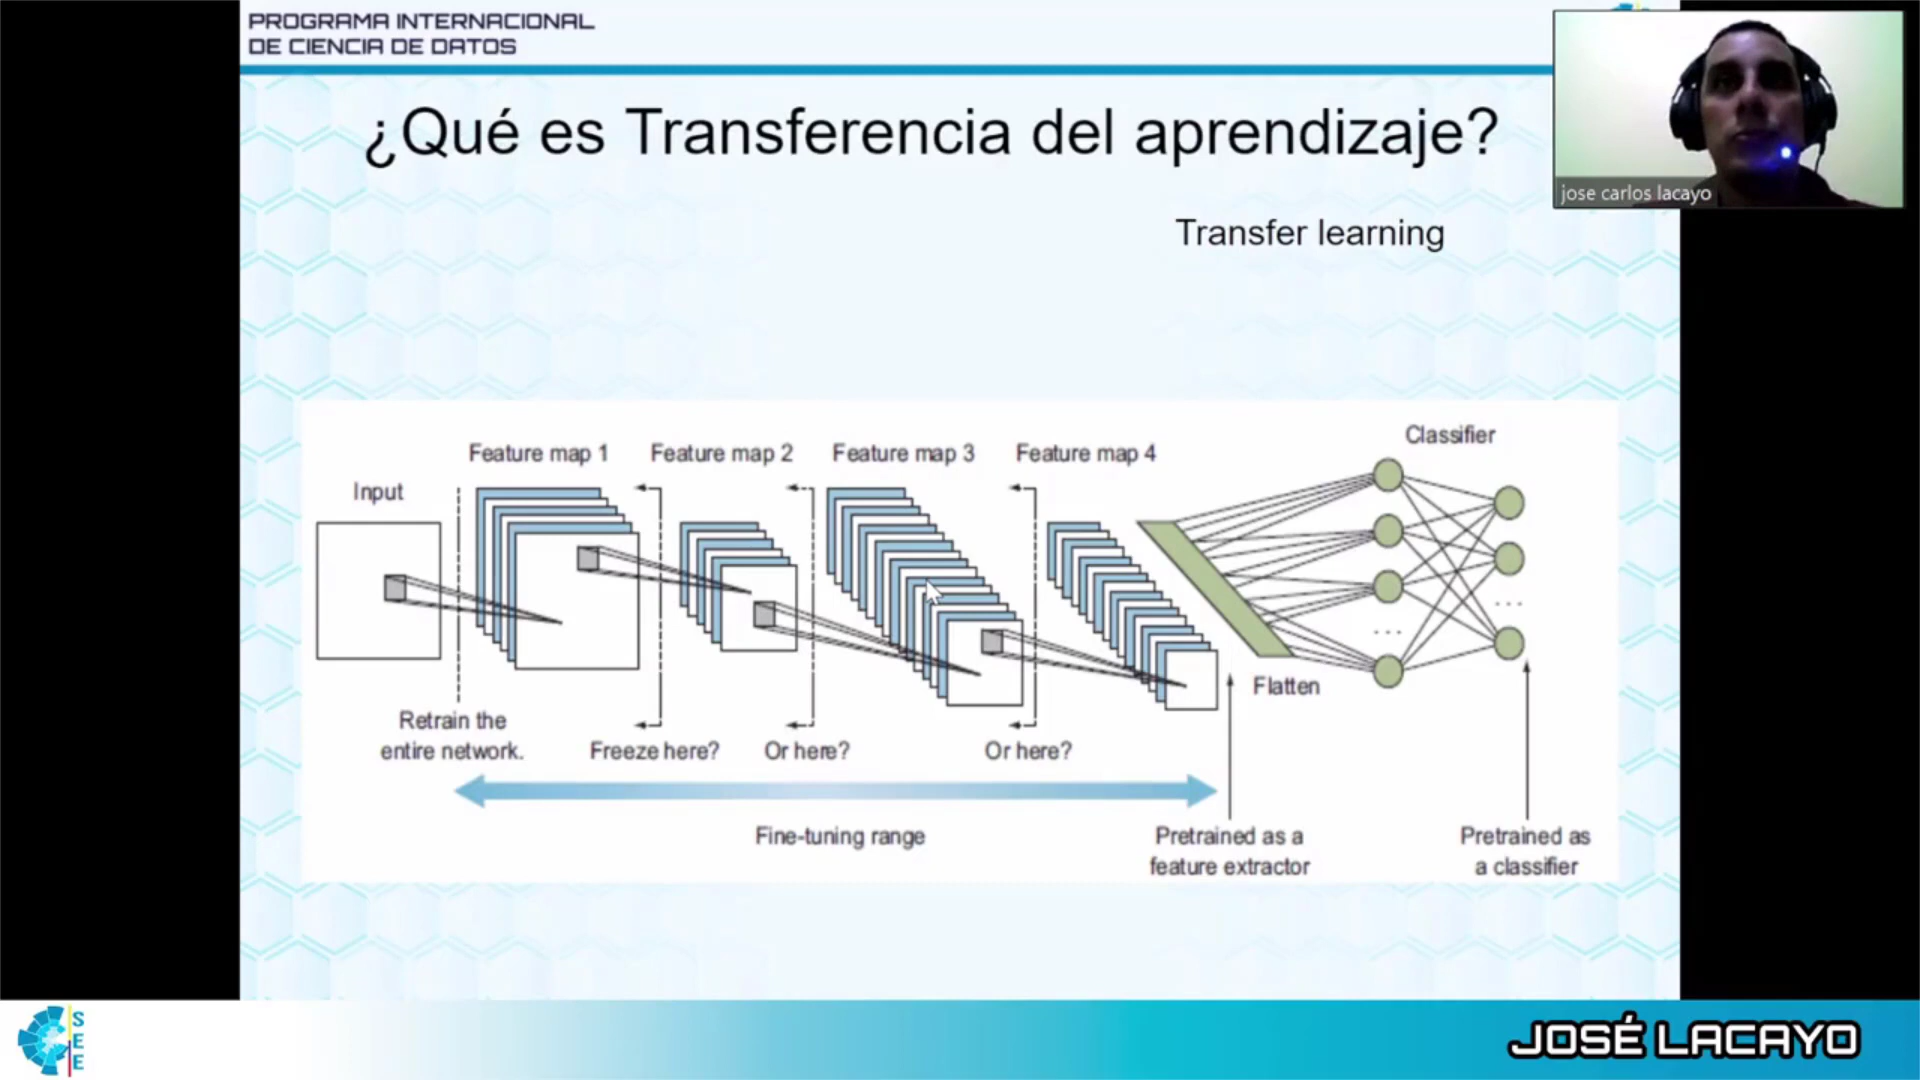 PROGRAMA INTERNACIONAL
DE CIENCIA DE DATOS
¿Qué es Transferencia del aprendizaje?
jose carlos lacayo
Transfer learning
Classifier
Feature map 1
Feature map 2
Feature map 3
Feature map 4
Input
...
...
Flatten
Retrain the
entire network.
Freeze here?
Or here?
Or here?
Fine-tuning range
Pretrained as a
feature extractor
Pretrained as
a classifier
SEE
JOSÉ LACAYO